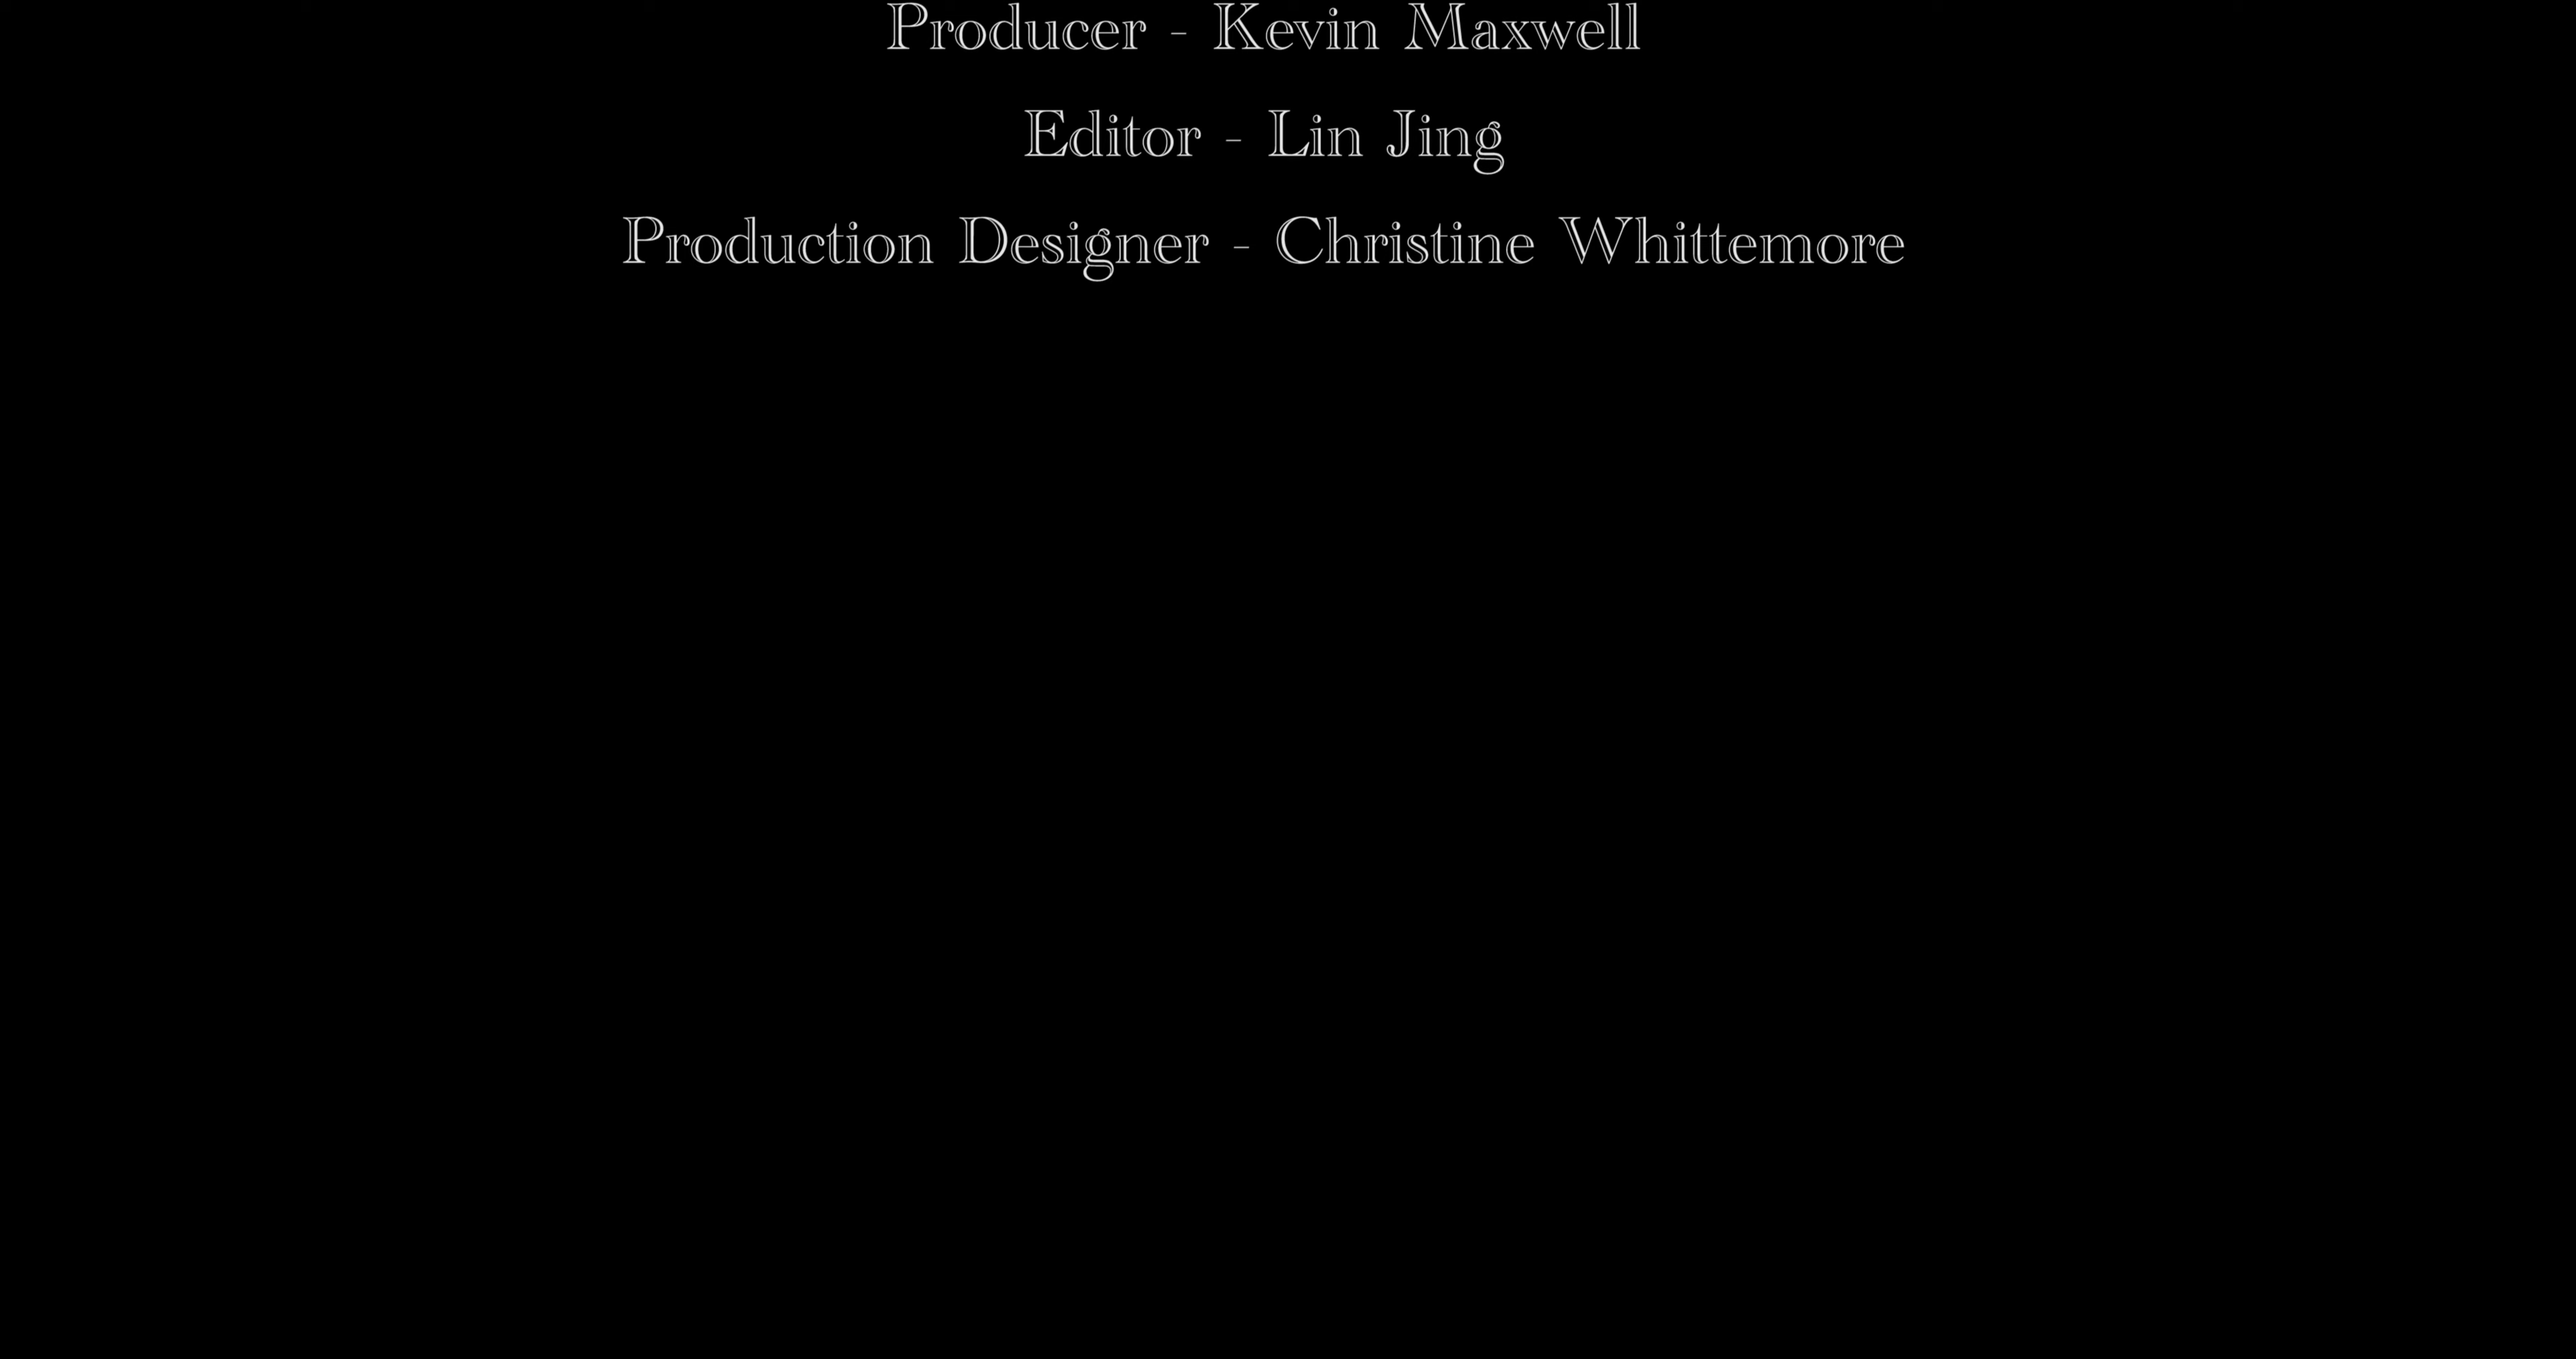 Producer - Kevin Maxwell
Editor - Lin Jing
Production Designer - Christine Whittemore